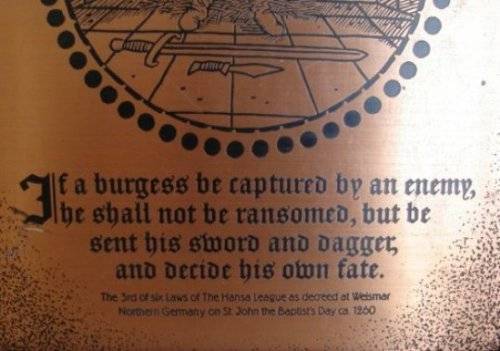 If a burgess be captured by an enemy,
he shall not be ransomed, but be
sent his sword and dagger,
and decide his own fate.
The 3rd of six Laws of The Hansa League as decreed at Weismar
Northern Germany on St. John the Baptist's Day ca. 1260